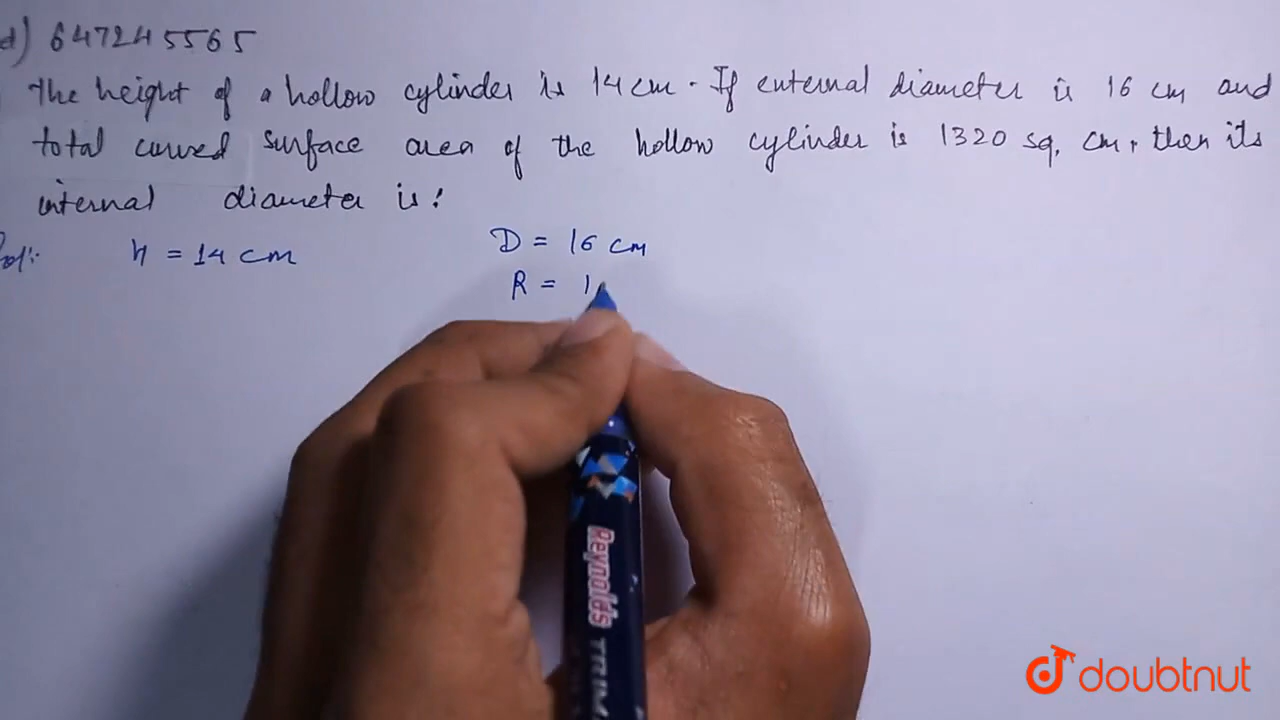 d) 647245565
The height of a hollow cylinder is 14 cm. If external diameter is 16 cm and
total curved surface area of the hollow cylinder is 1320 sq. cm, then its
internal diameter is:
Sol:- h = 14 cm D = 16 cm
R = 1
Reynolds
doubtnut